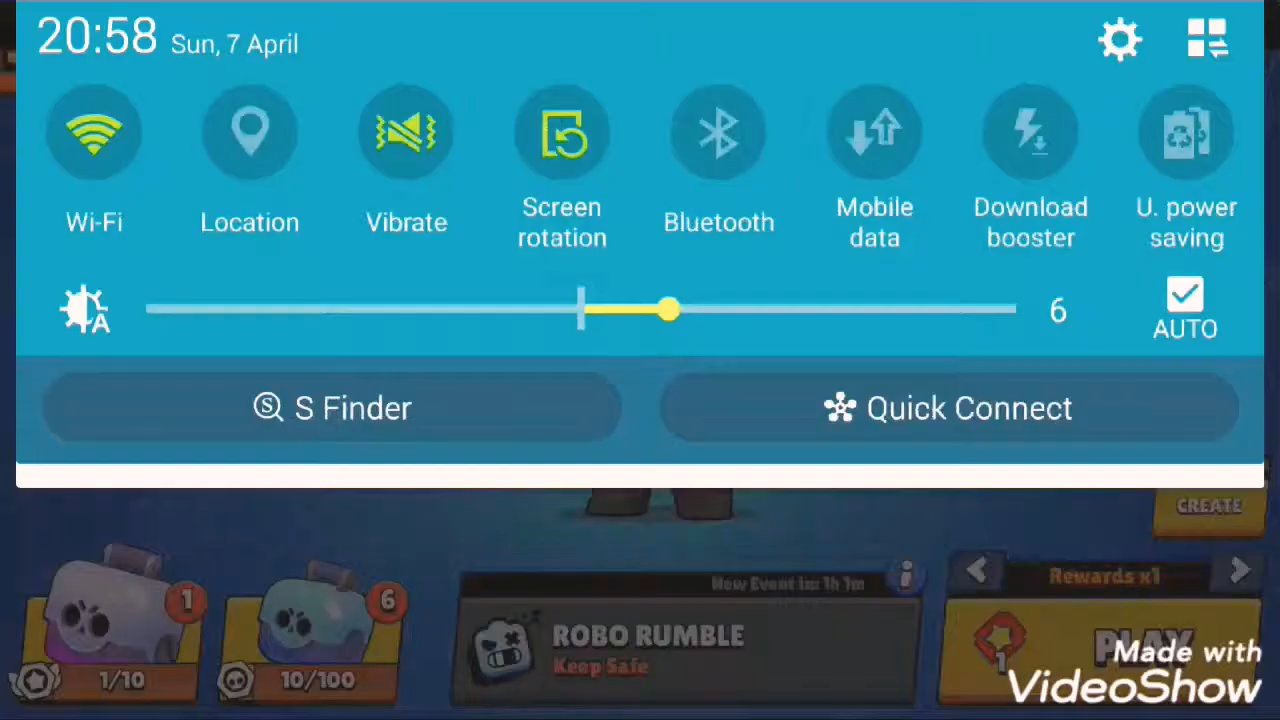 20:58 Sun, 7 April
Wi-Fi
Location
Vibrate
Screen
rotation
Bluetooth
Mobile
data
Download
booster
U. power
saving
A
6
AUTO
S Finder
Quick Connect
CREATE
1
6
1/10
10/100
New Event in: 1h 1m
ROBO RUMBLE
Keep Safe
i
Rewards x1
1
PLAY
Made with
VideoShow